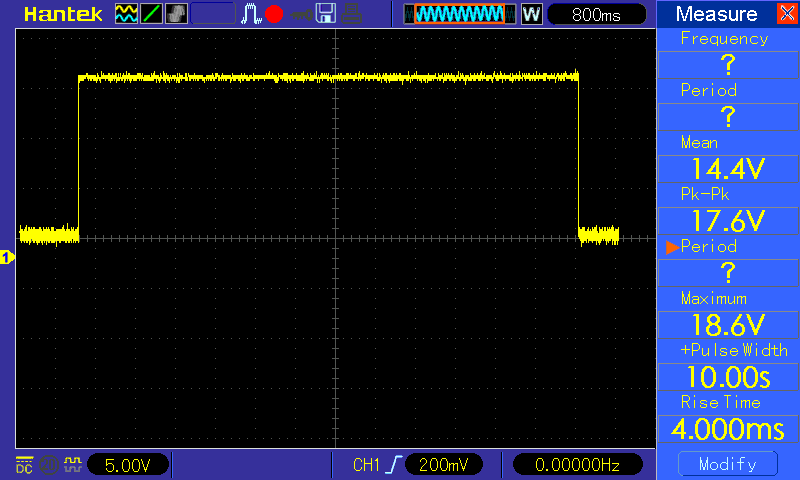 Hantek W 800ms Measure
Frequency
?
Period
?
Mean
14.4V
Pk-Pk
17.6V
Period
?
Maximum
18.6V
+Pulse Width
10.00s
Rise Time
4.000ms
1
DC 5.00V CH1 200mV 0.00000Hz Modify